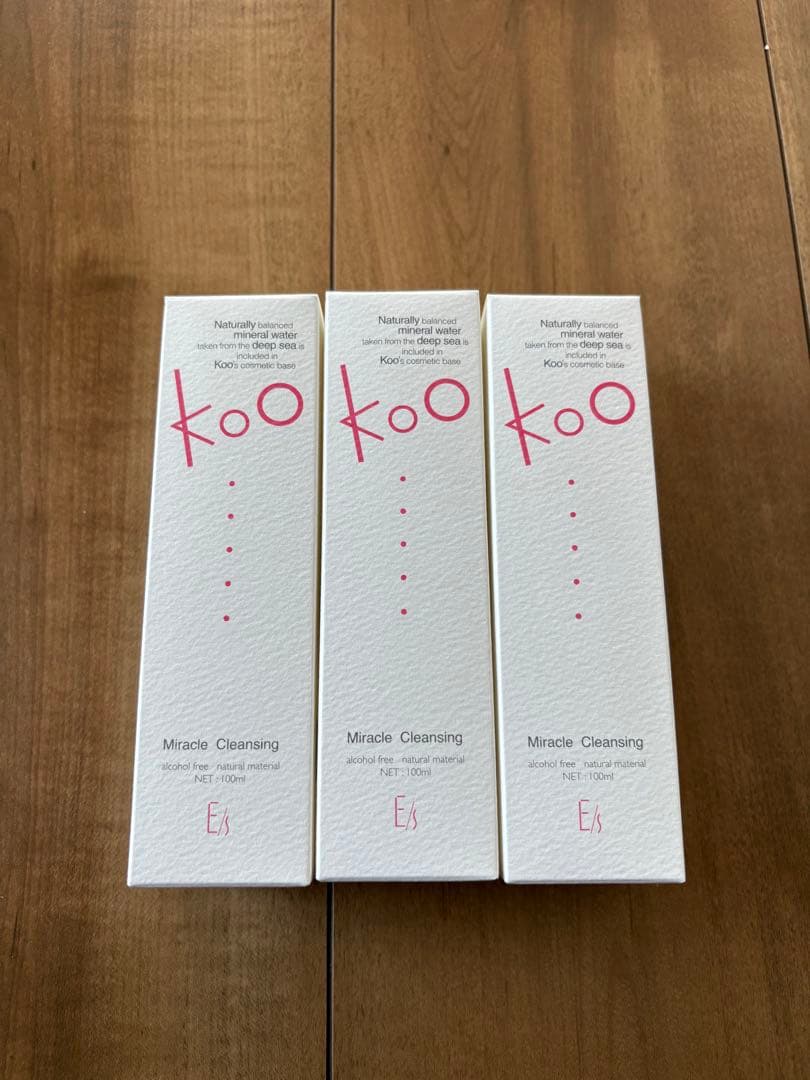 Naturally balanced
mineral water
taken from the deep sea is
included in
Koo's cosmetic base
Koo
Miracle Cleansing
alcohol free natural material
NET : 100ml
E/s
Naturally balanced
mineral water
taken from the deep sea is
included in
Koo's cosmetic base
Koo
Miracle Cleansing
alcohol free natural material
NET : 100ml
E/s
Naturally balanced
mineral water
taken from the deep sea is
included in
Koo's cosmetic base
Koo
Miracle Cleansing
alcohol free natural material
NET : 100ml
E/s